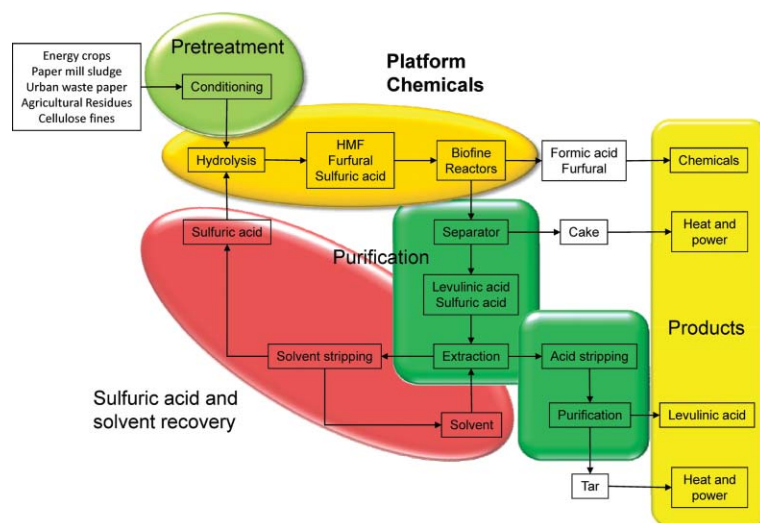 Pretreatment
Energy crops
Paper mill sludge
Urban waste paper
Agricultural Residues
Cellulose fines
Conditioning
Platform
Chemicals
Hydrolysis
HMF
Furfural
Sulfuric acid
Biofine
Reactors
Formic acid
Furfural
Chemicals
Sulfuric acid
Purification
Separator
Cake
Heat and
power
Levulinic acid
Sulfuric acid
Products
Solvent stripping
Extraction
Acid stripping
Sulfuric acid and
solvent recovery
Solvent
Purification
Levulinic acid
Tar
Heat and
power